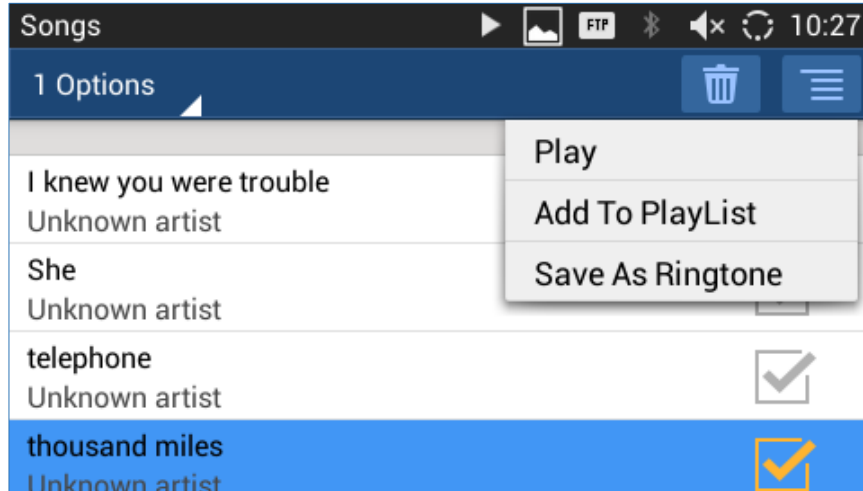 Songs
FTP
10:27
1 Options
Play
Add To PlayList
Save As Ringtone
I knew you were trouble
Unknown artist
She
Unknown artist
telephone
Unknown artist
thousand miles
Unknown artist